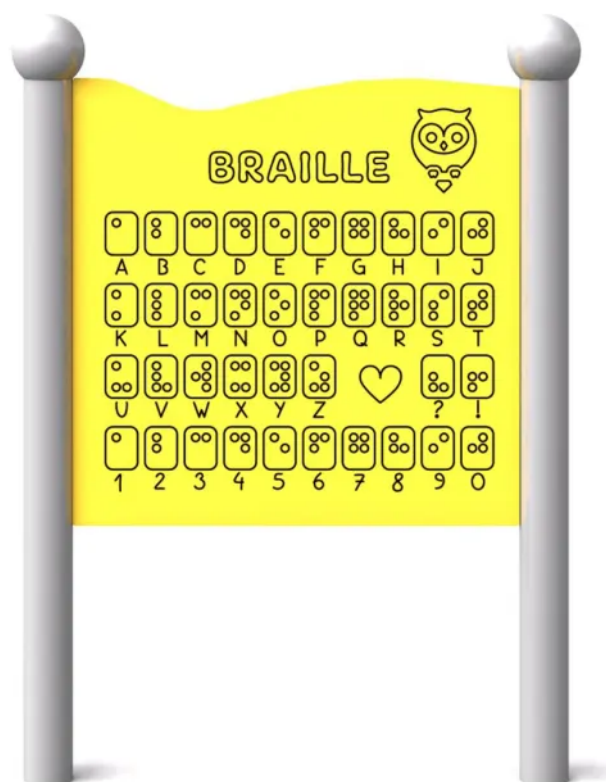 BRAILLE
A B C D E F G H I J
K L M N O P Q R S T
U V W X Y Z ? !
1 2 3 4 5 6 7 8 9 0